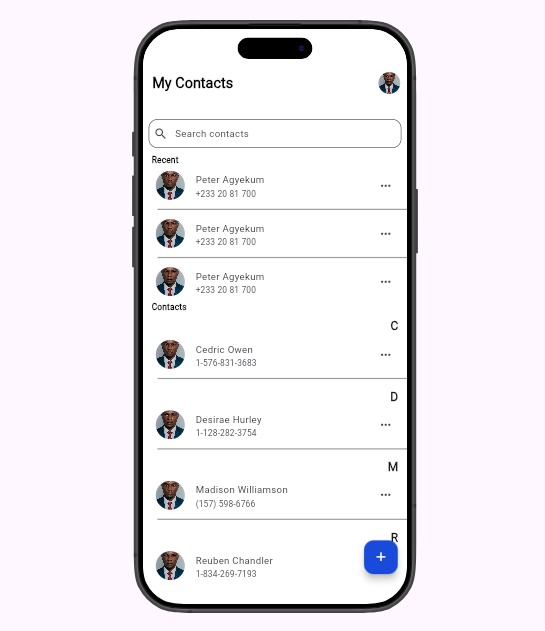 My Contacts
Search contacts
Recent
Peter Agyekum
+233 20 81 700
Peter Agyekum
+233 20 81 700
Peter Agyekum
+233 20 81 700
Contacts
C
Cedric Owen
1-576-831-3683
D
Desirae Hurley
1-128-282-3754
M
Madison Williamson
(157) 598-6766
R
Reuben Chandler
1-834-269-7193